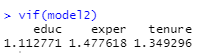 > vif(model2)
    educ    exper   tenure
1.112771 1.477618 1.349296